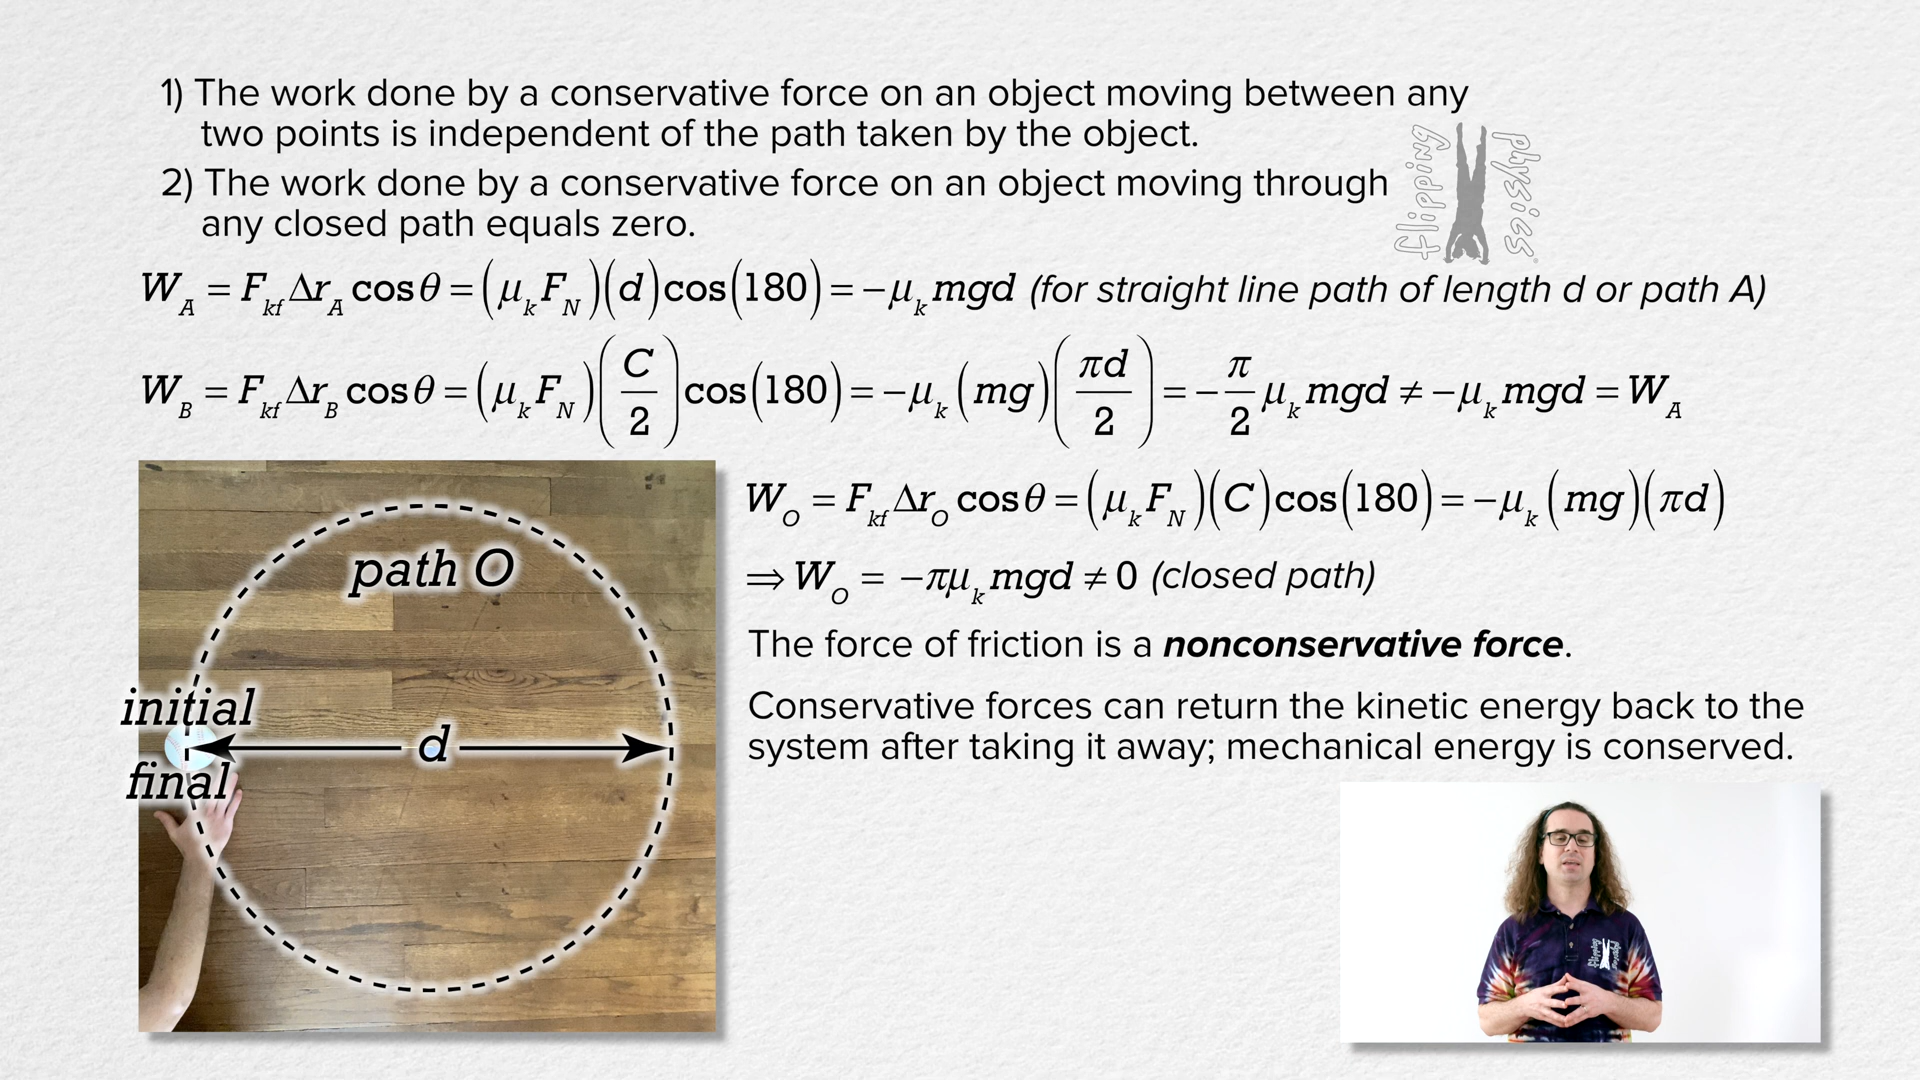 1) The work done by a conservative force on an object moving between any
two points is independent of the path taken by the object.
2) The work done by a conservative force on an object moving through
any closed path equals zero.
flipping physics
W_A = F_kf Δr_A cosθ = (μ_k F_N)(d)cos(180) = −μ_k mgd (for straight line path of length d or path A)
W_B = F_kf Δr_B cosθ = (μ_k F_N)(C/2)cos(180) = −μ_k (mg)(πd/2) = −π/2 μ_k mgd ≠ −μ_k mgd = W_A
path O
initial
d
final
W_O = F_kf Δr_O cosθ = (μ_k F_N)(C)cos(180) = −μ_k (mg)(πd)
⇒ W_O = −πμ_k mgd ≠ 0 (closed path)
The force of friction is a nonconservative force.
Conservative forces can return the kinetic energy back to the
system after taking it away; mechanical energy is conserved.
flipping physics